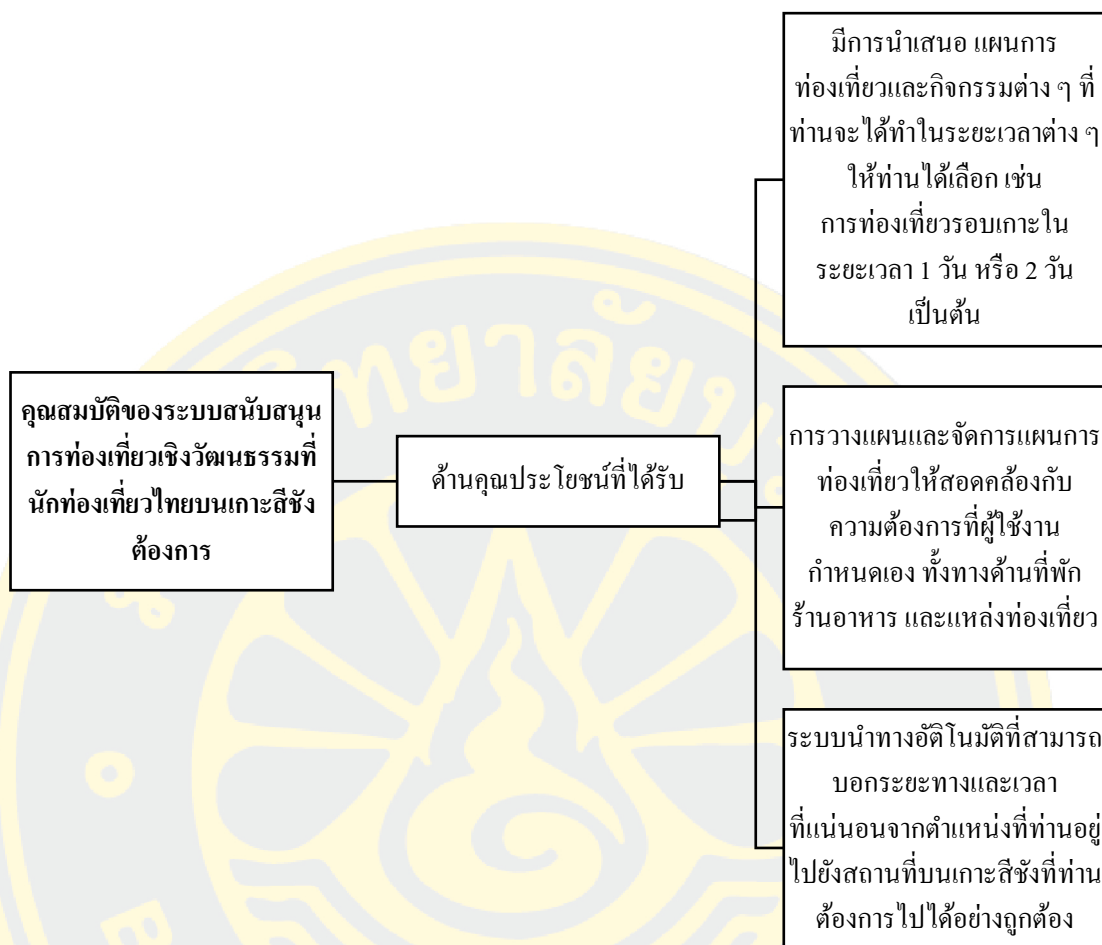 มีการนำเสนอ แผนการ
ท่องเที่ยวและกิจกรรมต่าง ๆ ที่
ท่านจะได้ทำในระยะเวลาต่าง ๆ
ให้ท่านได้เลือก เช่น
การท่องเที่ยวรอบเกาะใน
ระยะเวลา 1 วัน หรือ 2 วัน
เป็นต้น
คุณสมบัติของระบบสนับสนุน
การท่องเที่ยวเชิงวัฒนธรรมที่
นักท่องเที่ยวไทยบนเกาะสีชัง
ต้องการ
ด้านคุณประโยชน์ที่ได้รับ
การวางแผนและจัดการแผนการ
ท่องเที่ยวให้สอดคล้องกับ
ความต้องการที่ผู้ใช้งาน
กำหนดเอง ทั้งทางด้านที่พัก
ร้านอาหาร และแหล่งท่องเที่ยว
ระบบนำทางอัติโนมัติที่สามารถ
บอกระยะทางและเวลา
ที่แน่นอนจากตำแหน่งที่ท่านอยู่
ไปยังสถานที่บนเกาะสีชังที่ท่าน
ต้องการไปได้อย่างถูกต้อง